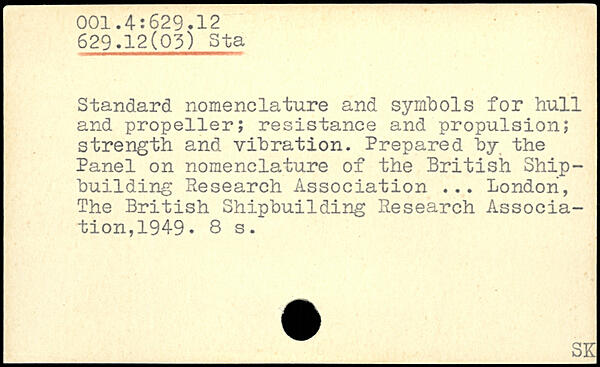 001.4:629.12
629.12(03) Sta
Standard nomenclature and symbols for hull
and propeller; resistance and propulsion;
strength and vibration. Prepared by the
Panel on nomenclature of the British Ship-
building Research Association ... London,
The British Shipbuilding Research Associa-
tion,1949. 8 s.
SK